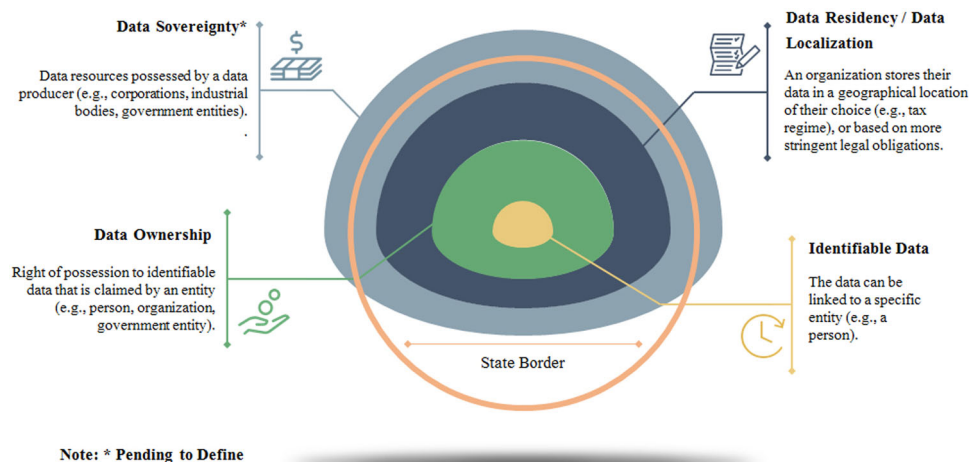 Data Sovereignty*
Data resources possessed by a data
producer (e.g., corporations, industrial
bodies, government entities).
.
Data Residency / Data
Localization
An organization stores their
data in a geographical location
of their choice (e.g., tax
regime), or based on more
stringent legal obligations.
Data Ownership
Right of possession to identifiable
data that is claimed by an entity
(e.g., person, organization,
government entity).
Identifiable Data
The data can be
linked to a specific
entity (e.g., a
person).
State Border
Note: * Pending to Define